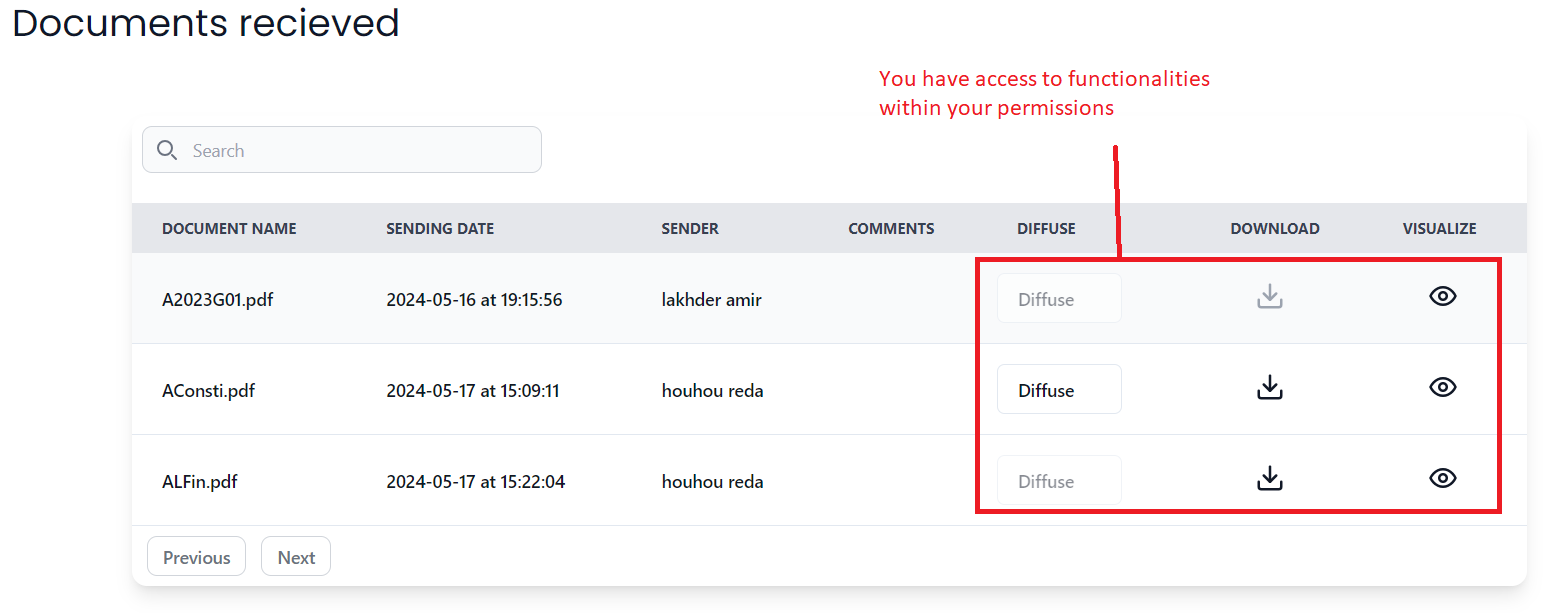 Documents recieved
You have access to functionalities
within your permissions
Search
DOCUMENT NAME SENDING DATE SENDER COMMENTS DIFFUSE DOWNLOAD VISUALIZE
A2023G01.pdf 2024-05-16 at 19:15:56 lakhder amir Diffuse
AConsti.pdf 2024-05-17 at 15:09:11 houhou reda Diffuse
ALFin.pdf 2024-05-17 at 15:22:04 houhou reda Diffuse
Previous Next